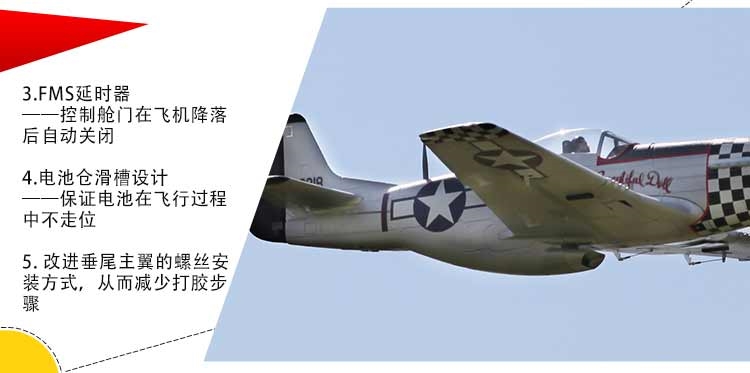 3.FMS延时器
——控制舱门在飞机降落
后自动关闭
4.电池仓滑槽设计
——保证电池在飞行过程
中不走位
5. 改进垂尾主翼的螺丝安
装方式，从而减少打胶步
骤
Beautiful Doll